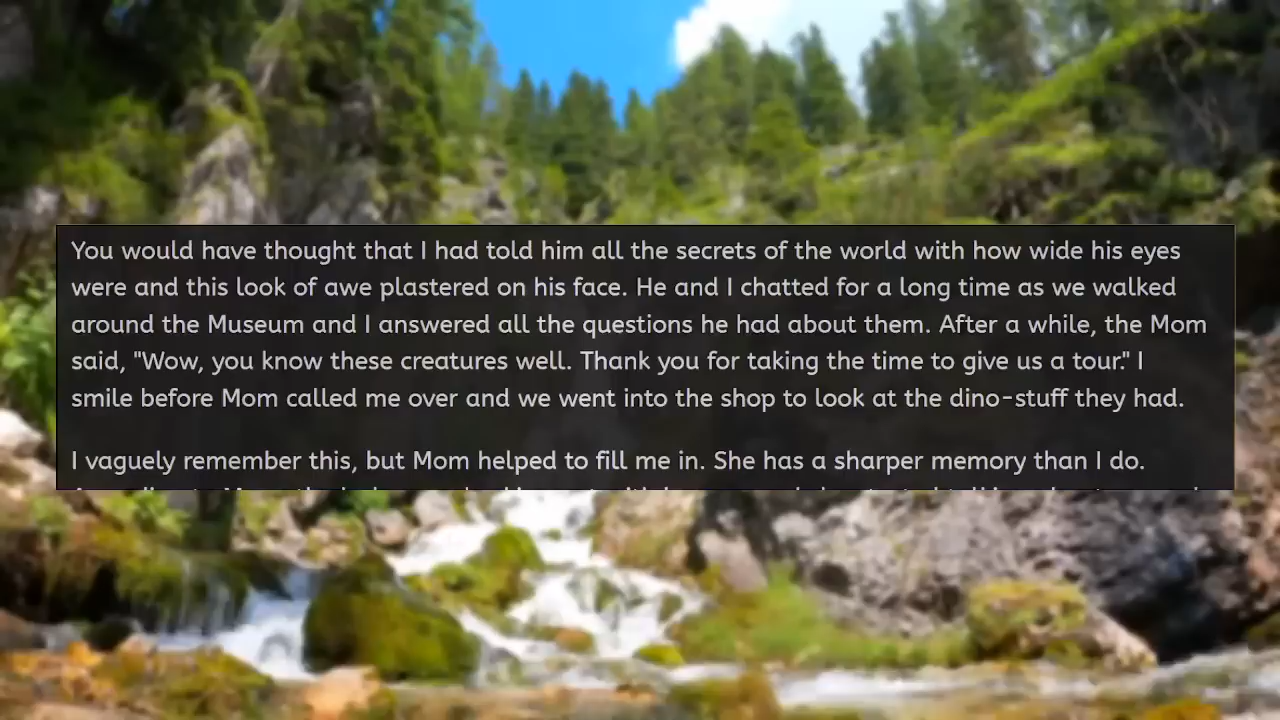 You would have thought that I had told him all the secrets of the world with how wide his eyes
were and this look of awe plastered on his face. He and I chatted for a long time as we walked
around the Museum and I answered all the questions he had about them. After a while, the Mom
said, "Wow, you know these creatures well. Thank you for taking the time to give us a tour." I
smile before Mom called me over and we went into the shop to look at the dino-stuff they had.
I vaguely remember this, but Mom helped to fill me in. She has a sharper memory than I do.